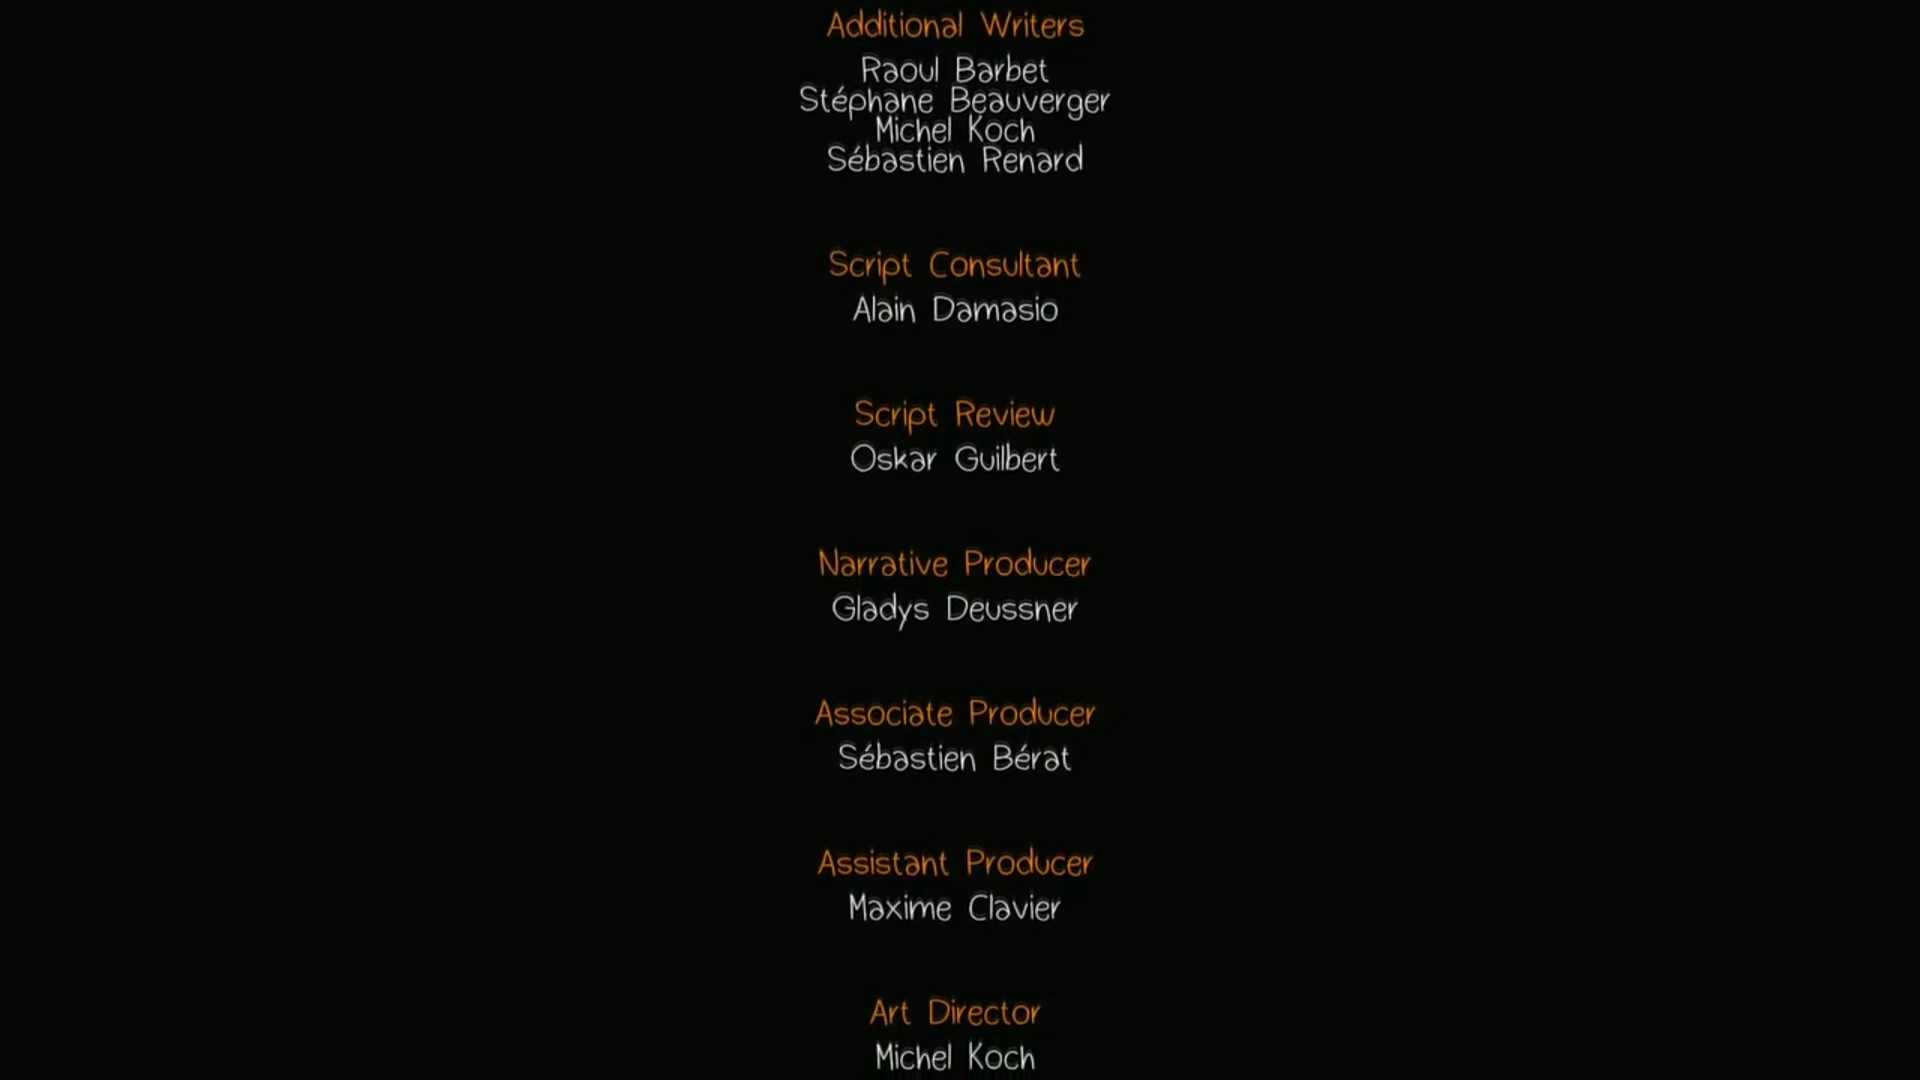 Additional Writers
Raoul Barbet
Stéphane Beauverger
Michel Koch
Sébastien Renard
Script Consultant
Alain Damasio
Script Review
Oskar Guilbert
Narrative Producer
Gladys Deussner
Associate Producer
Sébastien Bérat
Assistant Producer
Maxime Clavier
Art Director
Michel Koch